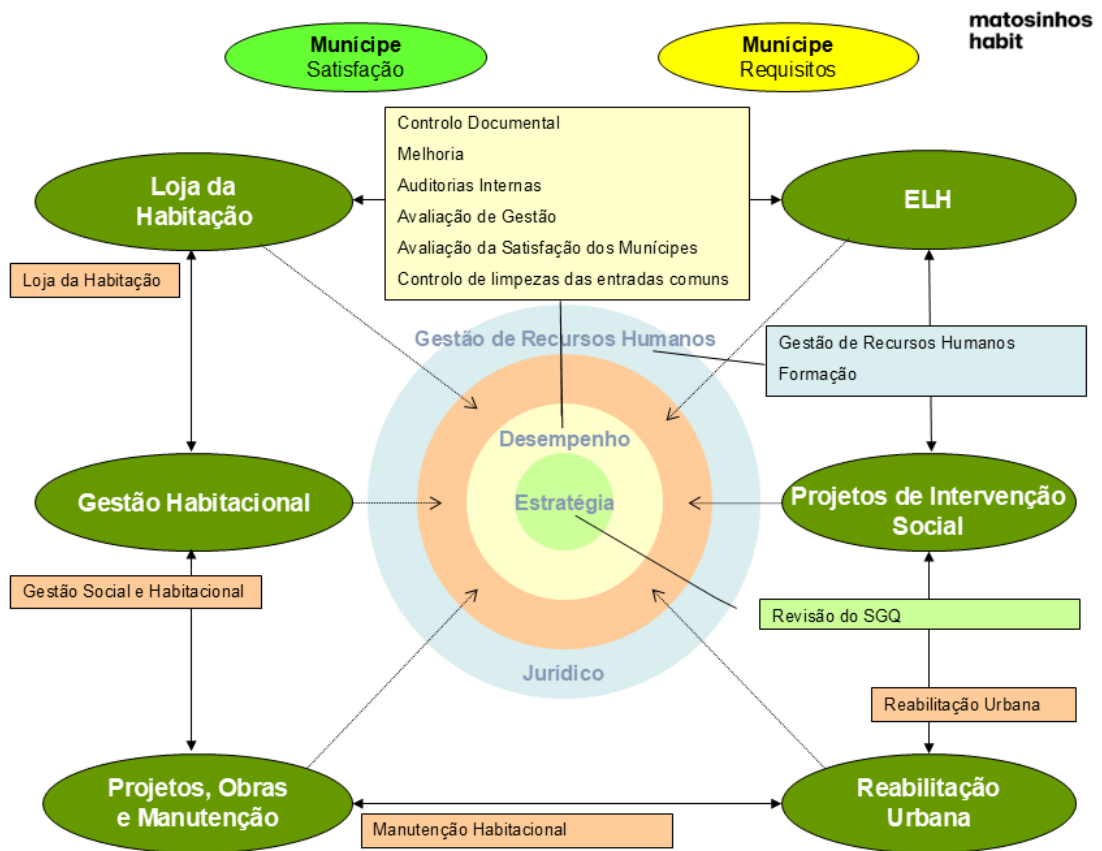 matosinhos
habit
Munícipe
Satisfação
Munícipe
Requisitos
Controlo Documental
Melhoria
Auditorias Internas
Avaliação de Gestão
Avaliação da Satisfação dos Munícipes
Controlo de limpezas das entradas comuns
Loja da
Habitação
ELH
Loja da Habitação
Gestão de Recursos Humanos
Gestão de Recursos Humanos
Formação
Desempenho
Estratégia
Gestão Habitacional
Projetos de Intervenção
Social
Gestão Social e Habitacional
Revisão do SGQ
Jurídico
Reabilitação Urbana
Projetos, Obras
e Manutenção
Manutenção Habitacional
Reabilitação
Urbana